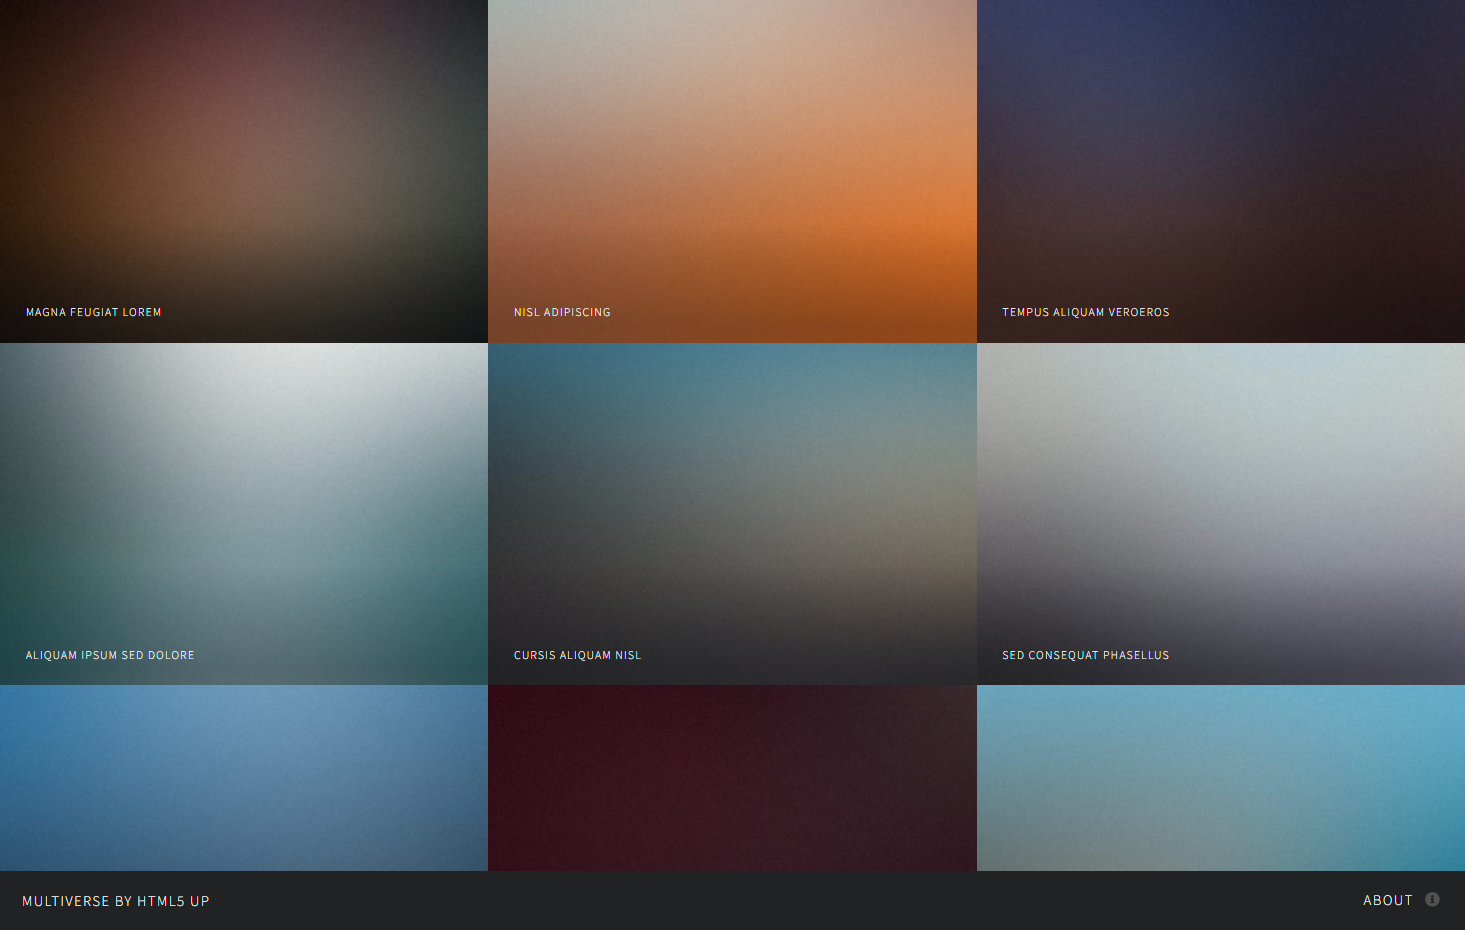 MAGNA FEUGIAT LOREM
NISL ADIPISCING
TEMPUS ALIQUAM VEROEROS
ALIQUAM IPSUM SED DOLORE
CURSIS ALIQUAM NISL
SED CONSEQUAT PHASELLUS
MULTIVERSE BY HTML5 UP
ABOUT